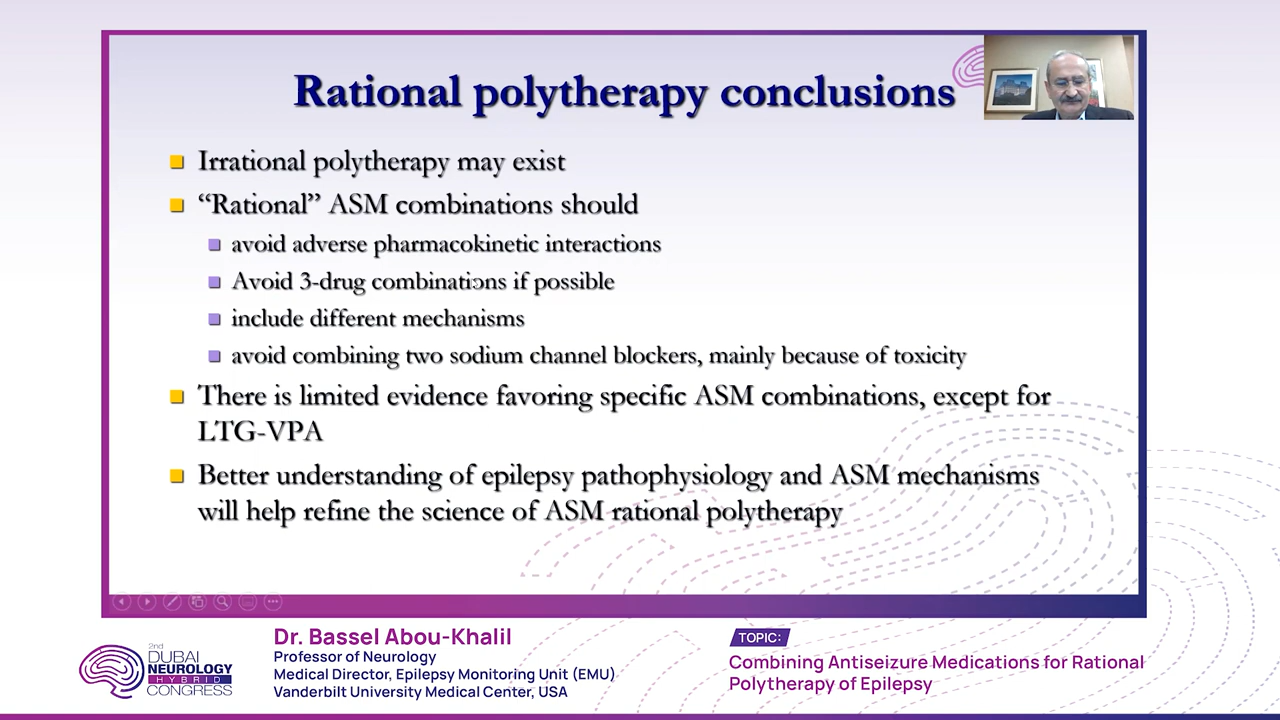 Rational polytherapy conclusions
Irrational polytherapy may exist
“Rational” ASM combinations should
avoid adverse pharmacokinetic interactions
Avoid 3-drug combinations if possible
include different mechanisms
avoid combining two sodium channel blockers, mainly because of toxicity
There is limited evidence favoring specific ASM combinations, except for
LTG-VPA
Better understanding of epilepsy pathophysiology and ASM mechanisms
will help refine the science of ASM rational polytherapy
2nd
DUBAI
NEUROLOGY
HYBRID
CONGRESS
Dr. Bassel Abou-Khalil
Professor of Neurology
Medical Director, Epilepsy Monitoring Unit (EMU)
Vanderbilt University Medical Center, USA
TOPIC:
Combining Antiseizure Medications for Rational
Polytherapy of Epilepsy